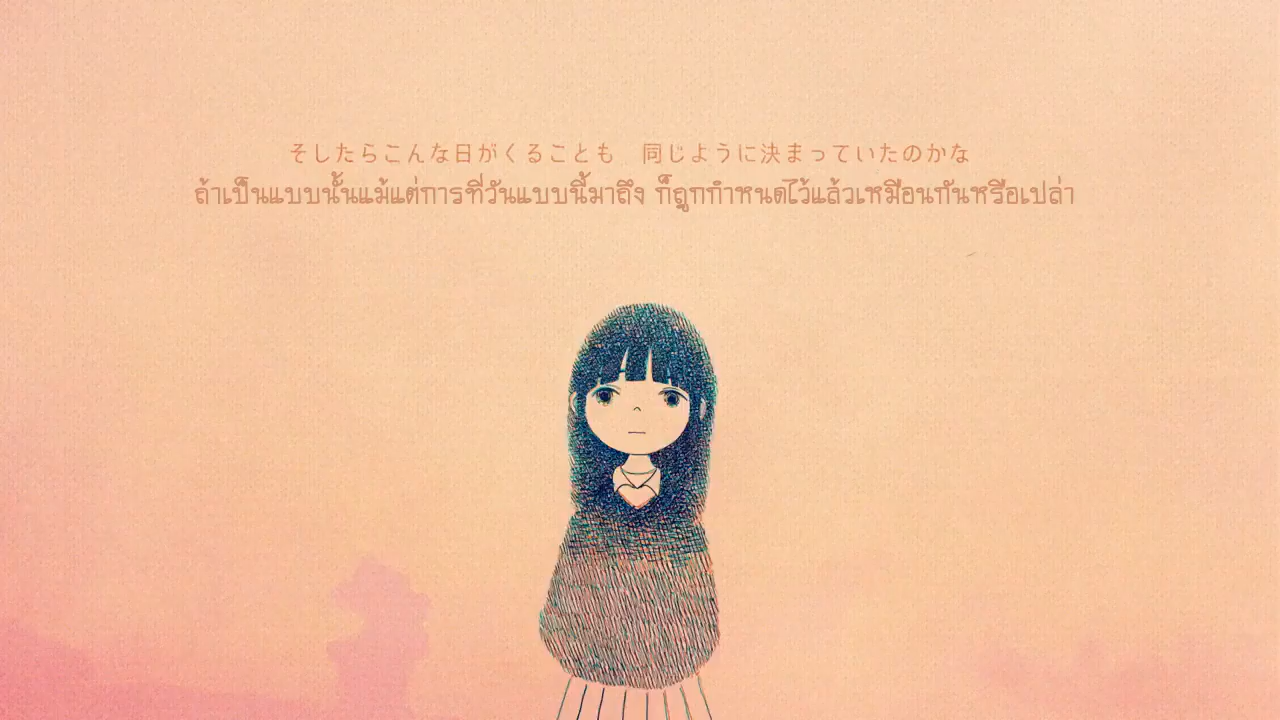 そしたらこんな日がくることも　同じように決まっていたのかな
ถ้าเป็นแบบนั้นแม้แต่การที่วันแบบนี้มาถึง ก็ถูกกำหนดไว้แล้วเหมือนกันหรือเปล่า